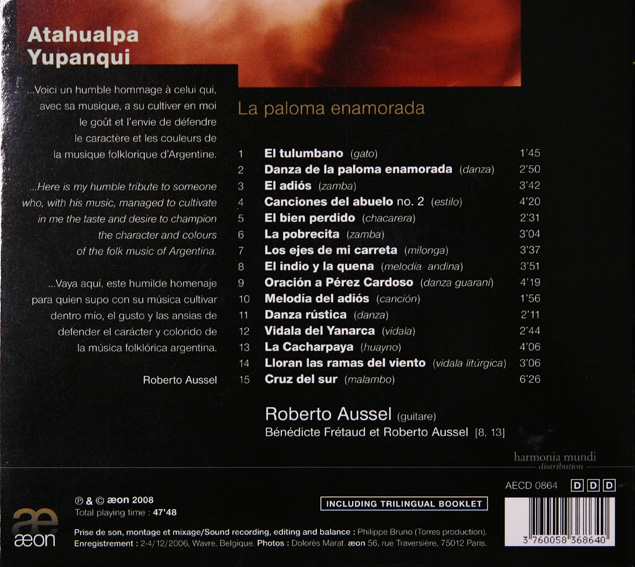 Atahualpa
Yupanqui
...Voici un humble hommage à celui qui,
avec sa musique, a su cultiver en moi
le goût et l'envie de défendre
le caractère et les couleurs de
la musique folklorique d'Argentine.
...Here is my humble tribute to someone
who, with his music, managed to cultivate
in me the taste and desire to champion
the character and colours
of the folk music of Argentina.
...Vaya aquí, este humilde homenaje
para quien supo con su música cultivar
dentro mío, el gusto y las ansias de
defender el carácter y colorido de
la música folklórica argentina.
Roberto Aussel
La paloma enamorada
1 El tulumbano (gato) 1'45
2 Danza de la paloma enamorada (danza) 2'50
3 El adiós (zamba) 3'42
4 Canciones del abuelo no. 2 (estilo) 4'20
5 El bien perdido (chacarera) 2'31
6 La pobrecita (zamba) 3'04
7 Los ejes de mi carreta (milonga) 3'37
8 El indio y la quena (melodía andina) 3'51
9 Oración a Pérez Cardoso (danza guaraní) 4'19
10 Melodía del adiós (canción) 1'56
11 Danza rústica (danza) 2'11
12 Vidala del Yanarca (vidala) 2'44
13 La Cacharpaya (huayno) 4'06
14 Lloran las ramas del viento (vidala litúrgica) 3'06
15 Cruz del sur (malambo) 6'26
Roberto Aussel (guitare)
Bénédicte Frétaud et Roberto Aussel [8, 13]
harmonia mundi
distribution
AECD 0864 D D D
æ
æon
℗ & © æon 2008
Total playing time : 47'48
INCLUDING TRILINGUAL BOOKLET
Prise de son, montage et mixage/Sound recording, editing and balance : Philippe Bruno (Torres production).
Enregistrement : 2-4/12/2006, Wavre, Belgique. Photos : Dolorès Marat. æon 56, rue Traversière, 75012 Paris.
3 760058 368640